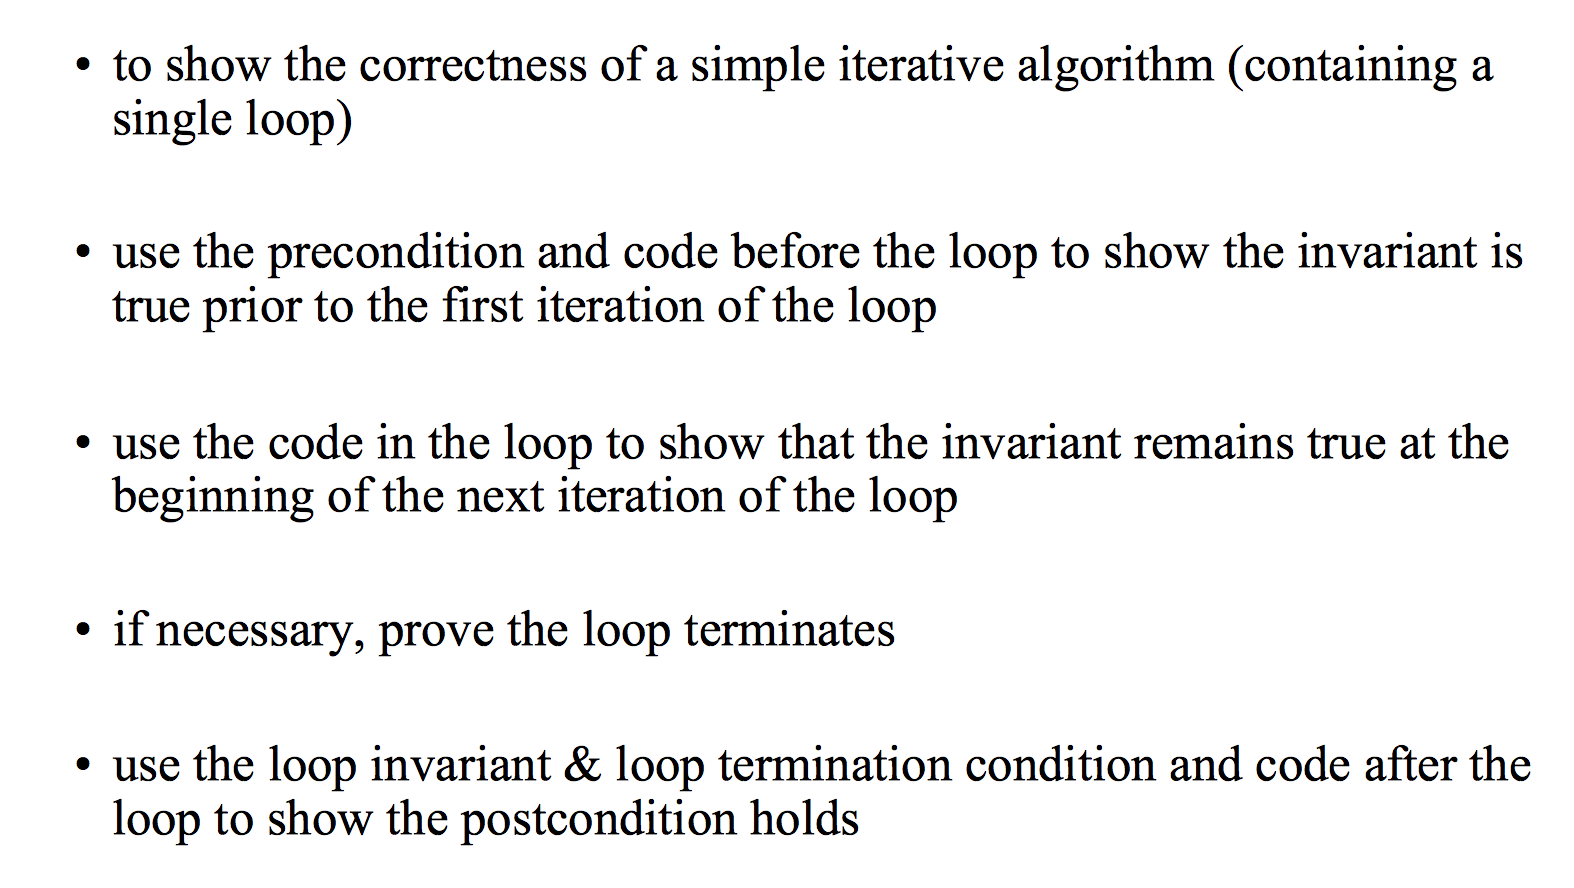 • to show the correctness of a simple iterative algorithm (containing a
single loop)
• use the precondition and code before the loop to show the invariant is
true prior to the first iteration of the loop
• use the code in the loop to show that the invariant remains true at the
beginning of the next iteration of the loop
• if necessary, prove the loop terminates
• use the loop invariant & loop termination condition and code after the
loop to show the postcondition holds